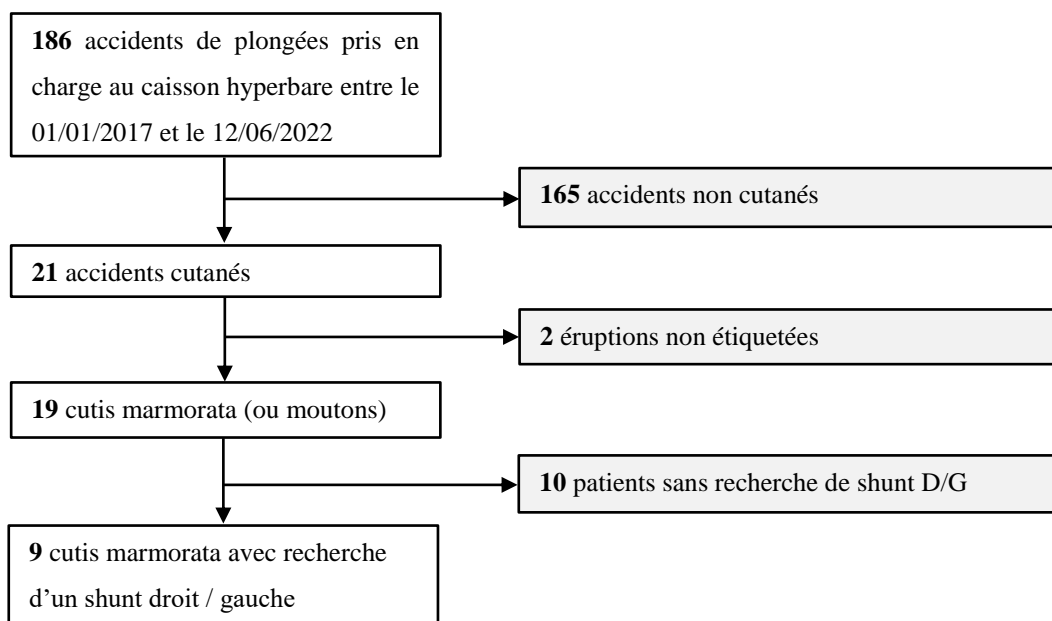 186 accidents de plongées pris en
charge au caisson hyperbare entre le
01/01/2017 et le 12/06/2022
165 accidents non cutanés
21 accidents cutanés
2 éruptions non étiquetées
19 cutis marmorata (ou moutons)
10 patients sans recherche de shunt D/G
9 cutis marmorata avec recherche
d’un shunt droit / gauche